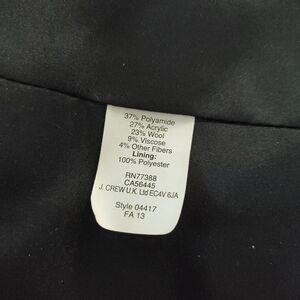 37% Polyamide
27% Acrylic
23% Wool
9% Viscose
4% Other Fibers
Lining:
100% Polyester
RN77388
CA56445
J. CREW U.K. Ltd EC4V 6JA
Style 04417
FA 13